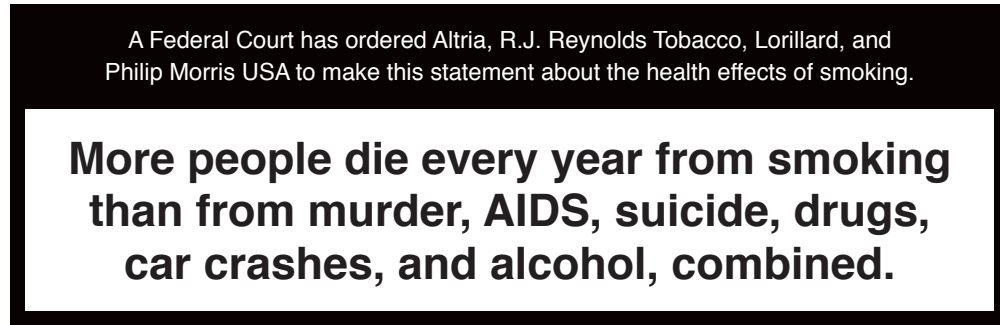 A Federal Court has ordered Altria, R.J. Reynolds Tobacco, Lorillard, and
Philip Morris USA to make this statement about the health effects of smoking.
More people die every year from smoking
than from murder, AIDS, suicide, drugs,
car crashes, and alcohol, combined.